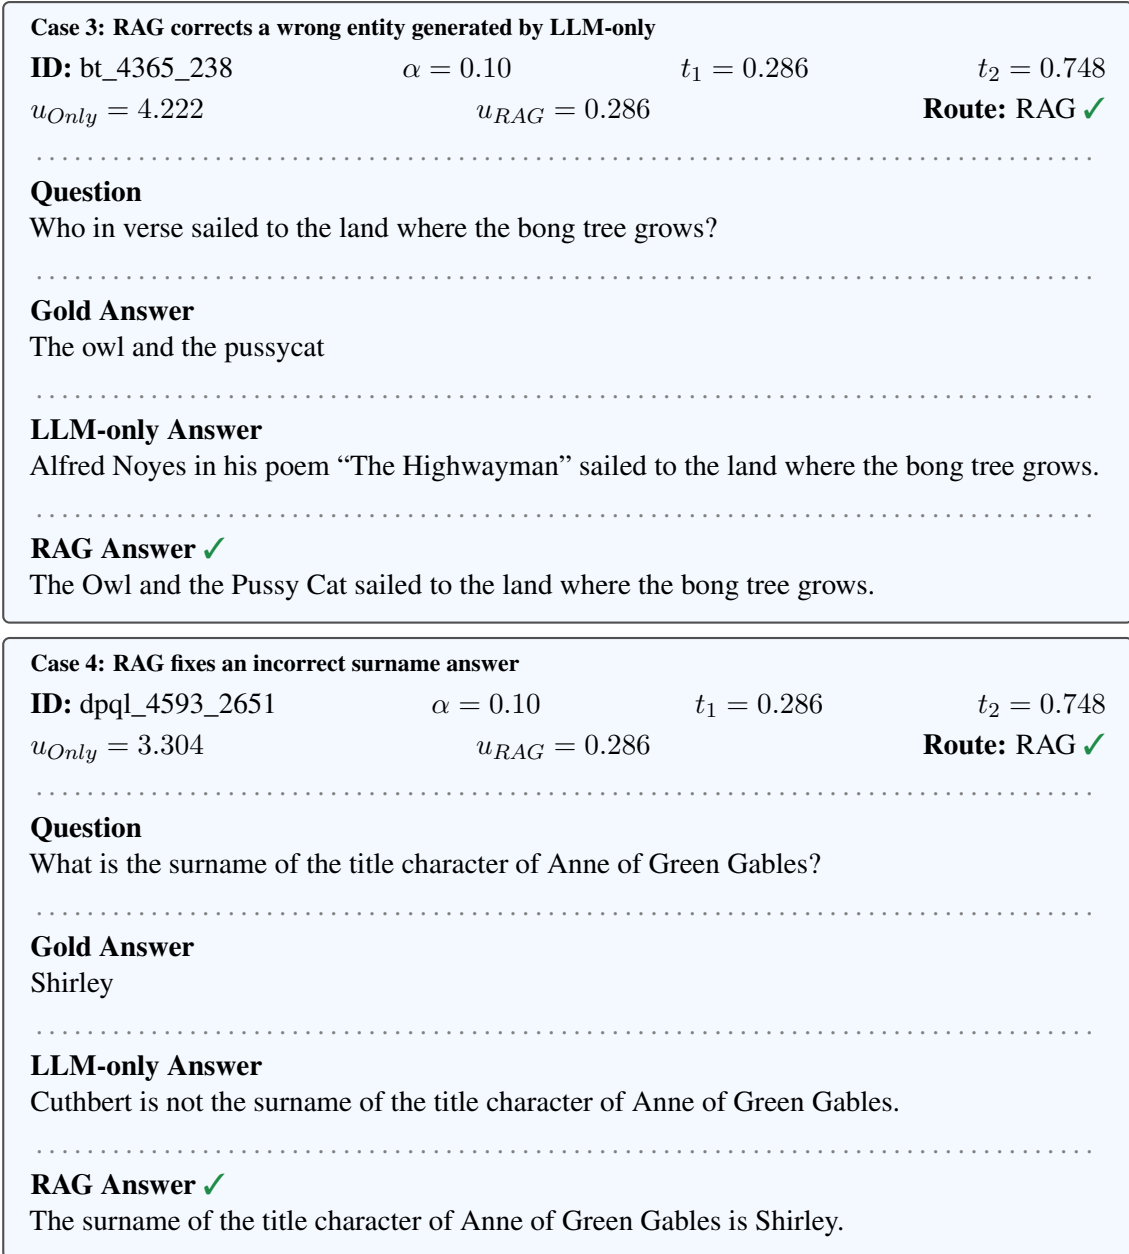 Case 3: RAG corrects a wrong entity generated by LLM-only
ID: bt_4365_238 α = 0.10 t₁ = 0.286 t₂ = 0.748
u_Only = 4.222 u_RAG = 0.286 Route: RAG ✓
Question
Who in verse sailed to the land where the bong tree grows?
Gold Answer
The owl and the pussycat
LLM-only Answer
Alfred Noyes in his poem “The Highwayman” sailed to the land where the bong tree grows.
RAG Answer ✓
The Owl and the Pussy Cat sailed to the land where the bong tree grows.
Case 4: RAG fixes an incorrect surname answer
ID: dpql_4593_2651 α = 0.10 t₁ = 0.286 t₂ = 0.748
u_Only = 3.304 u_RAG = 0.286 Route: RAG ✓
Question
What is the surname of the title character of Anne of Green Gables?
Gold Answer
Shirley
LLM-only Answer
Cuthbert is not the surname of the title character of Anne of Green Gables.
RAG Answer ✓
The surname of the title character of Anne of Green Gables is Shirley.